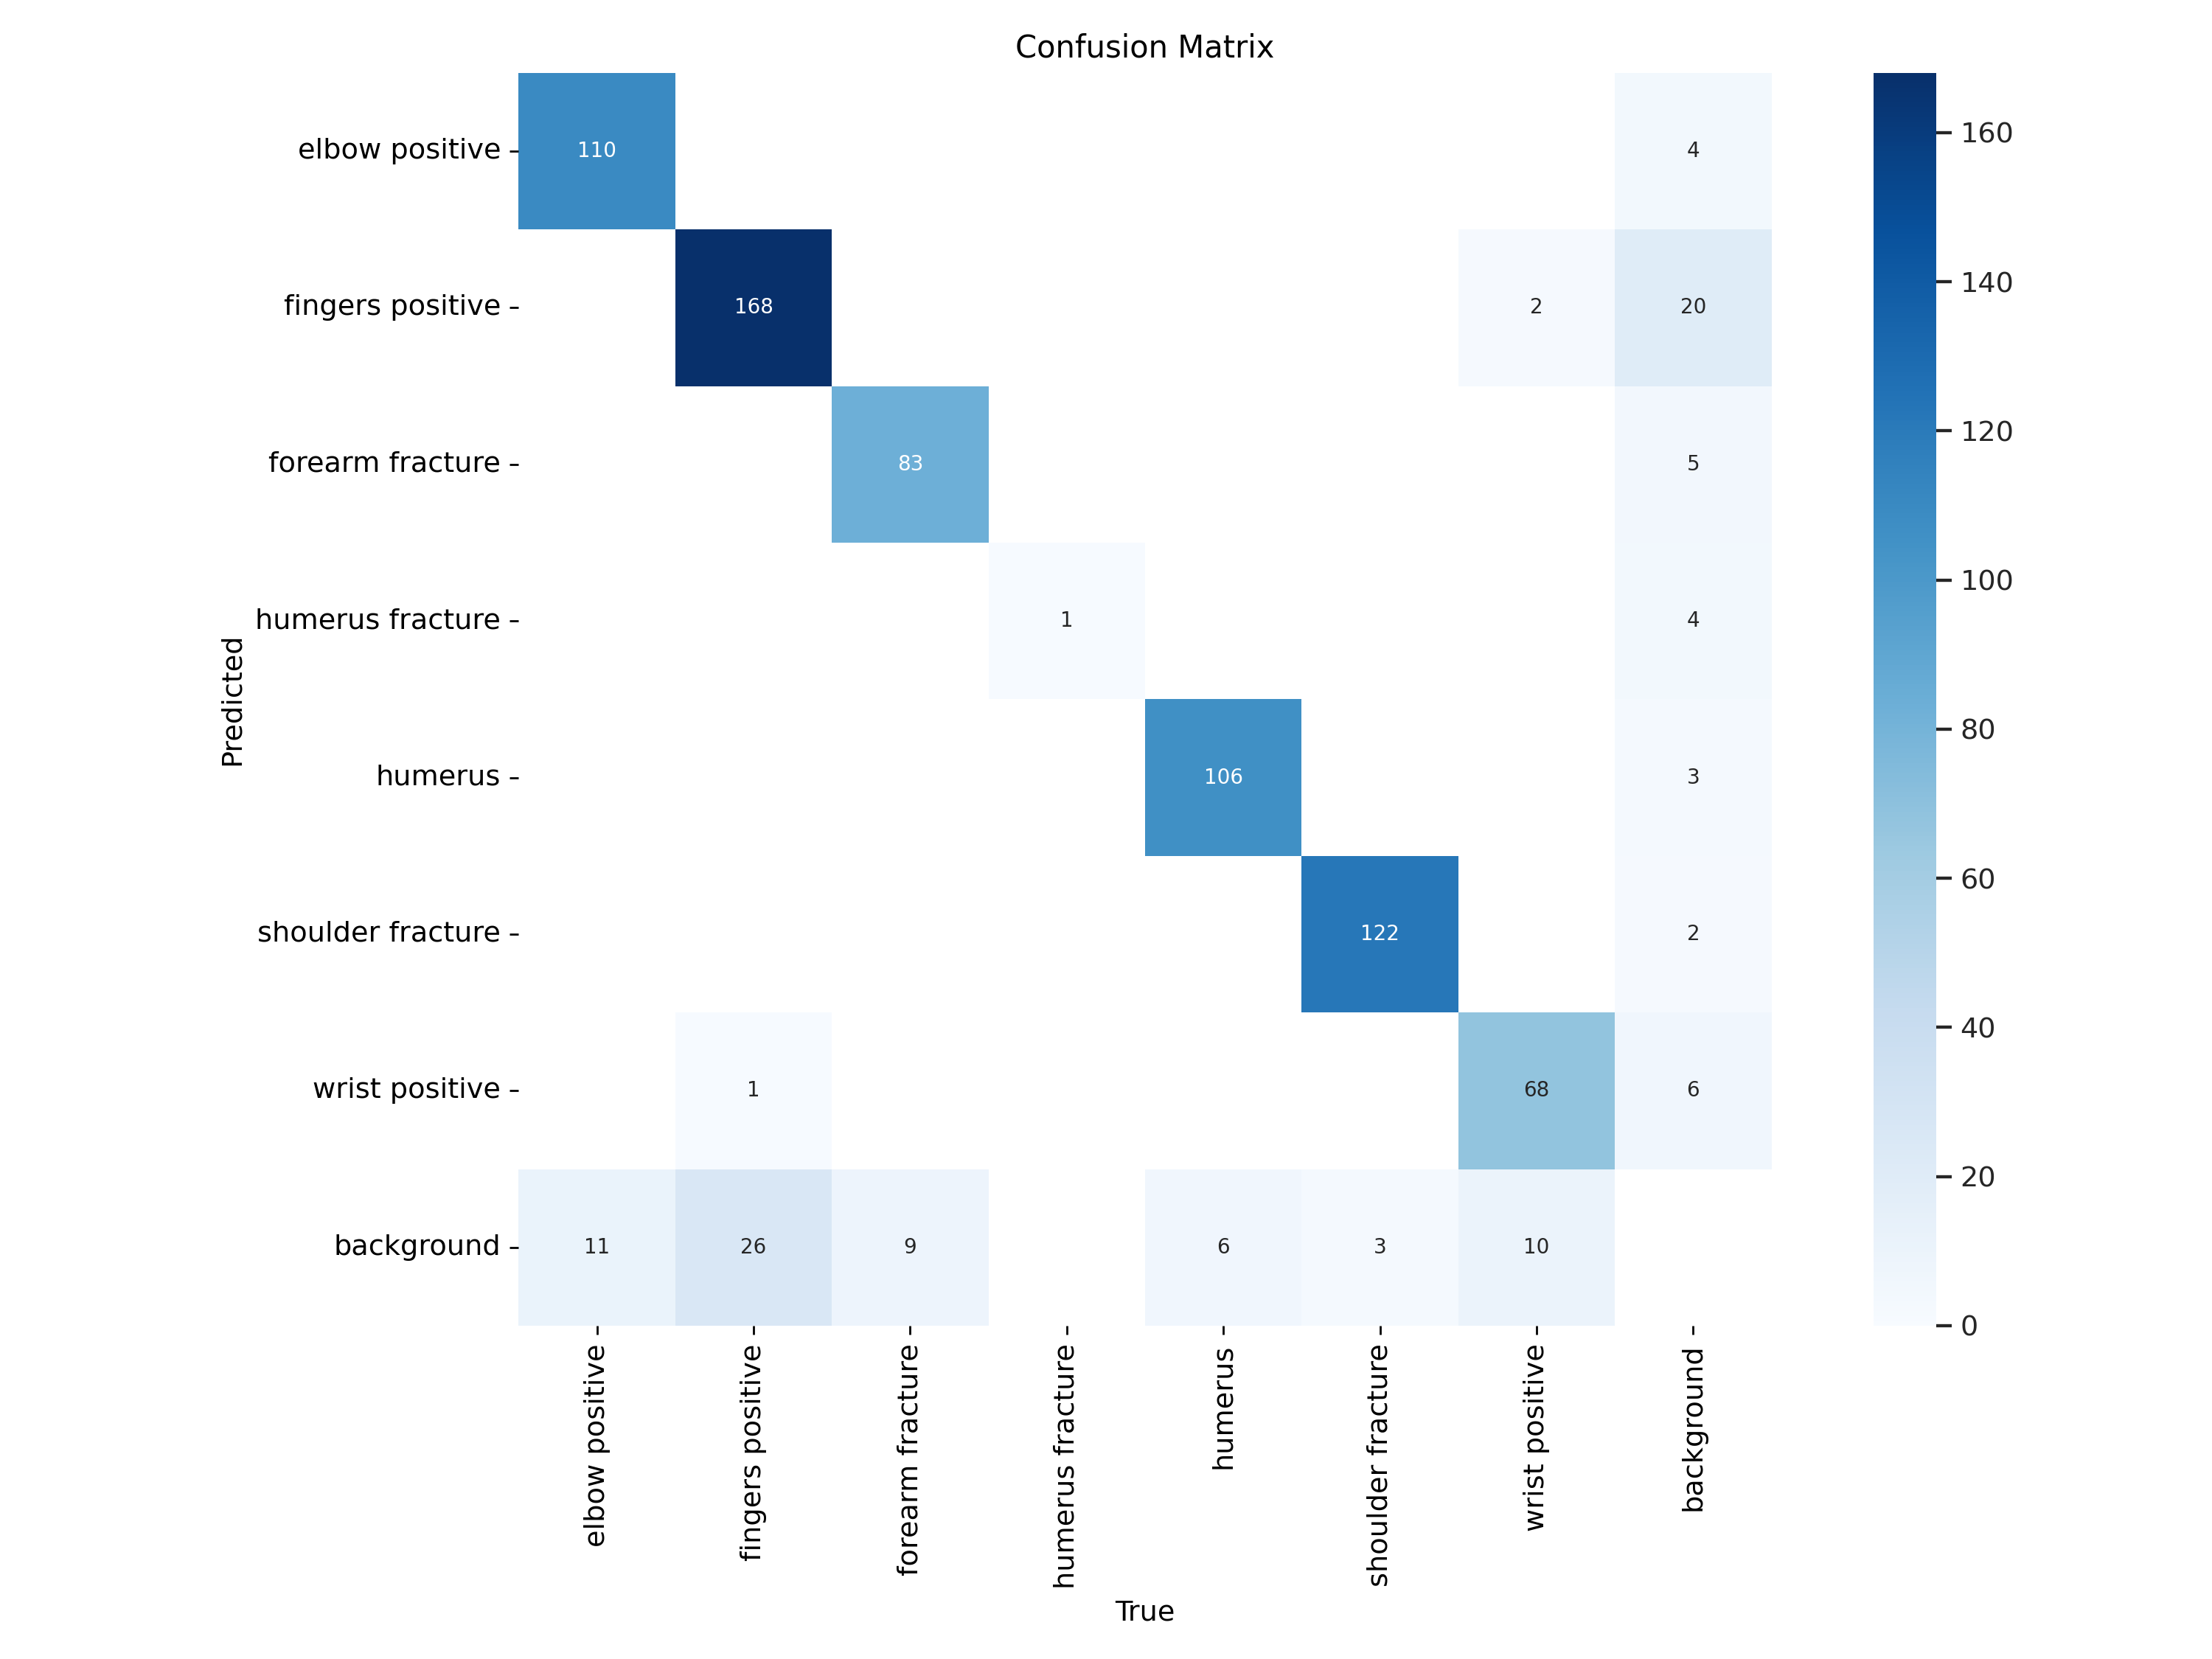 Confusion Matrix
elbow positive 110 4
fingers positive 168 2 20
forearm fracture 83 5
humerus fracture 1 4
humerus 106 3
shoulder fracture 122 2
wrist positive 1 68 6
background 11 26 9 6 3 10
Predicted
elbow positive
fingers positive
forearm fracture
humerus fracture
humerus
shoulder fracture
wrist positive
background
True
160
140
120
100
80
60
40
20
0